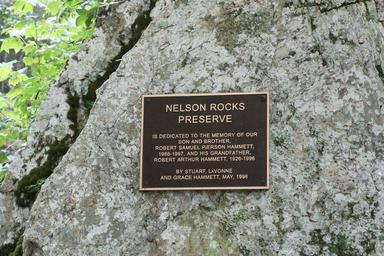 NELSON ROCKS
PRESERVE
IS DEDICATED TO THE MEMORY OF OUR
SON AND BROTHER,
ROBERT SAMUEL PIERSON HAMMETT,
1988-1997, AND HIS GRANDFATHER,
ROBERT ARTHUR HAMMETT, 1926-1996
BY STUART, LaVONNE
AND GRACE HAMMETT, MAY, 1998